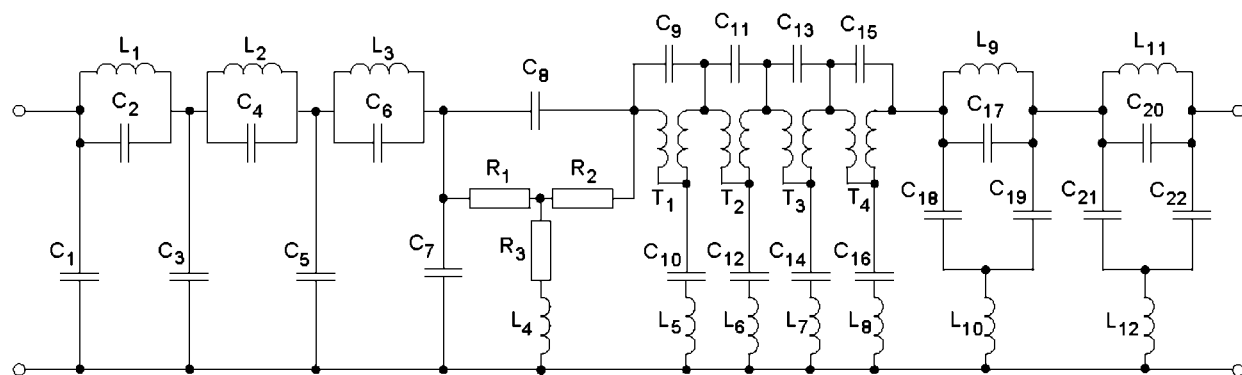 C9 C11 C13 C15
L1 L2 L3 C8 L9 L11
C2 C4 C6 C17 C20
R1 R2 T1 T2 T3 T4 C18 C19 C21 C22
C1 C3 C5 C7 R3 C10 C12 C14 C16
L4 L5 L6 L7 L8 L10 L12